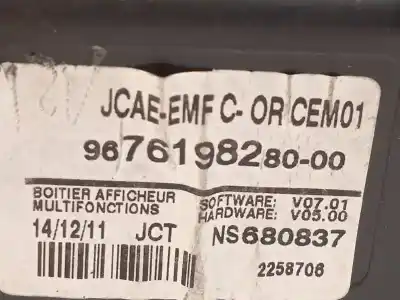 JCAE-EMF C- OR CEM01
9676198280-00
BOITIER AFFICHEUR
MULTIFONCTIONS
SOFTWARE: V07.01
HARDWARE: V05.00
14/12/11 JCT NS680837
2258706